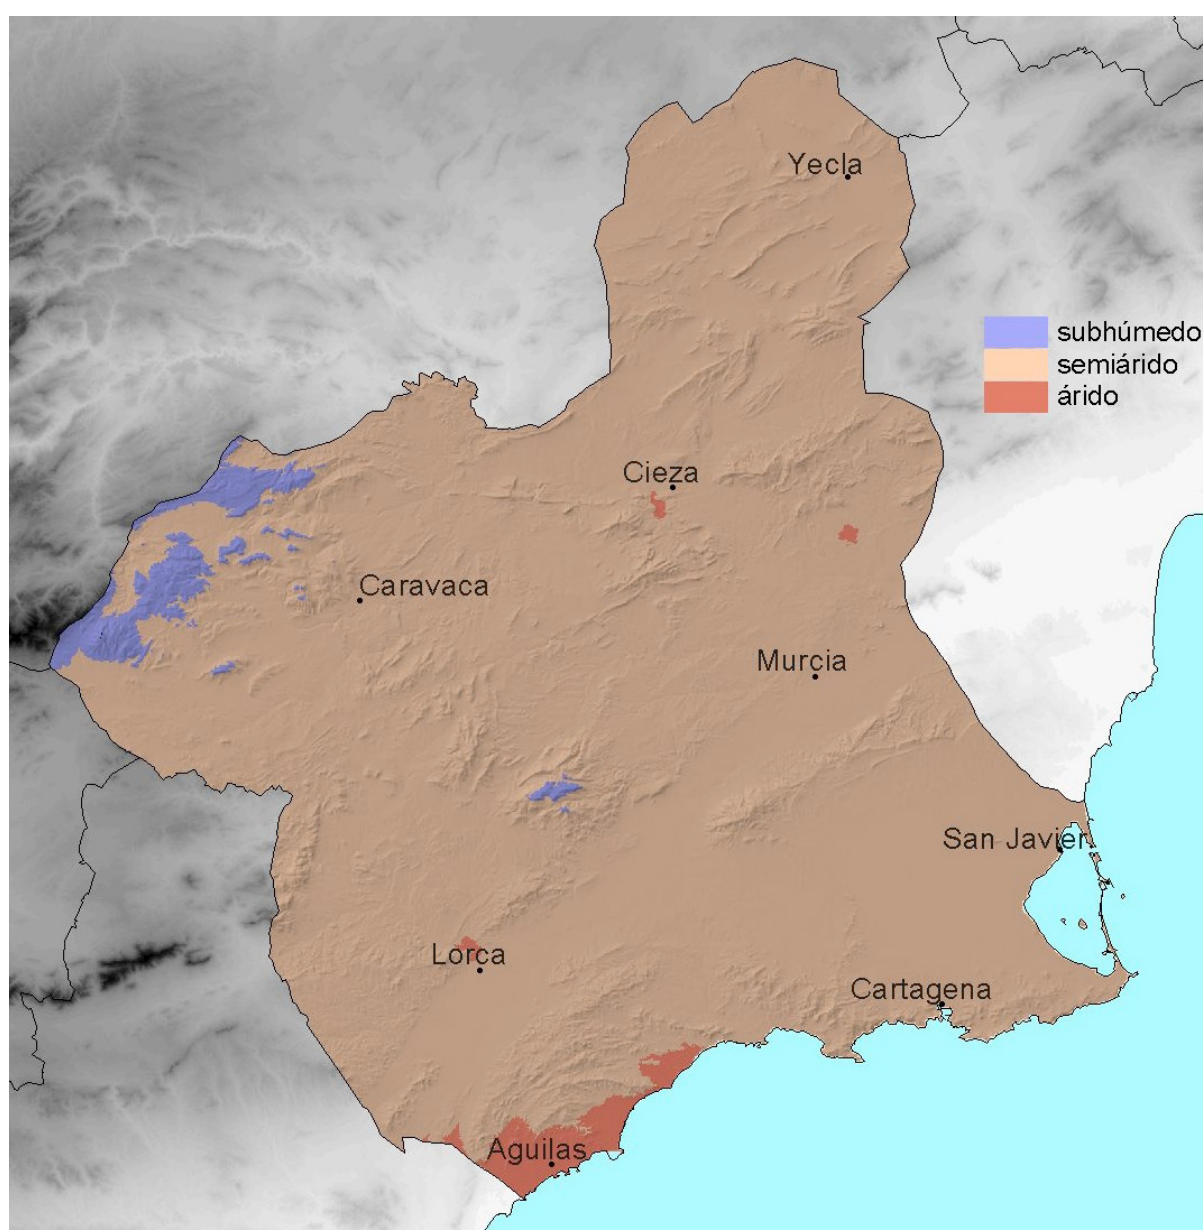 Yecla
subhúmedo
semiárido
árido
Cieza
Caravaca
Murcia
San Javier
Lorca
Cartagena
Aguilas